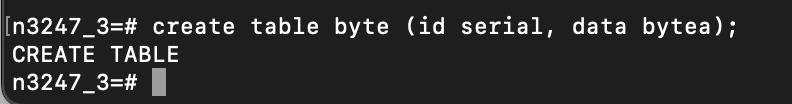 [n3247_3=# create table byte (id serial, data bytea);
CREATE TABLE
n3247_3=#